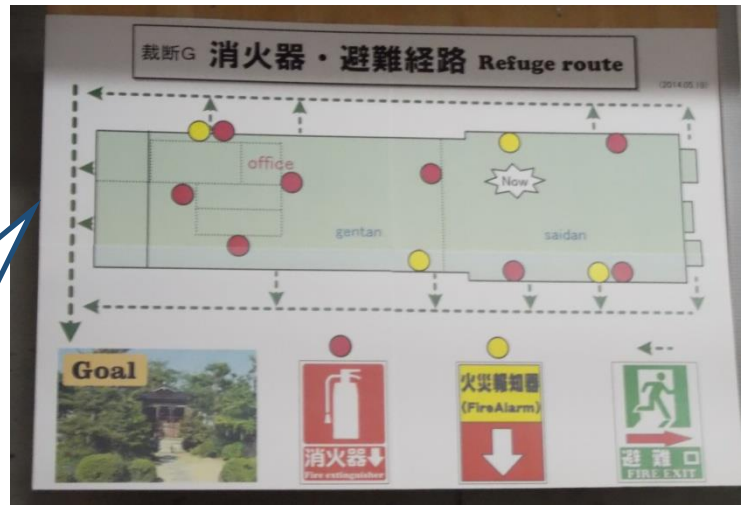 裁断G 消火器・避難経路 Refuge route
(2014.05.19)
office
Now
gentan
saidan
Goal
火災報知器
(FireAlarm)
消火器
Fire extinguisher
避難口
FIRE EXIT